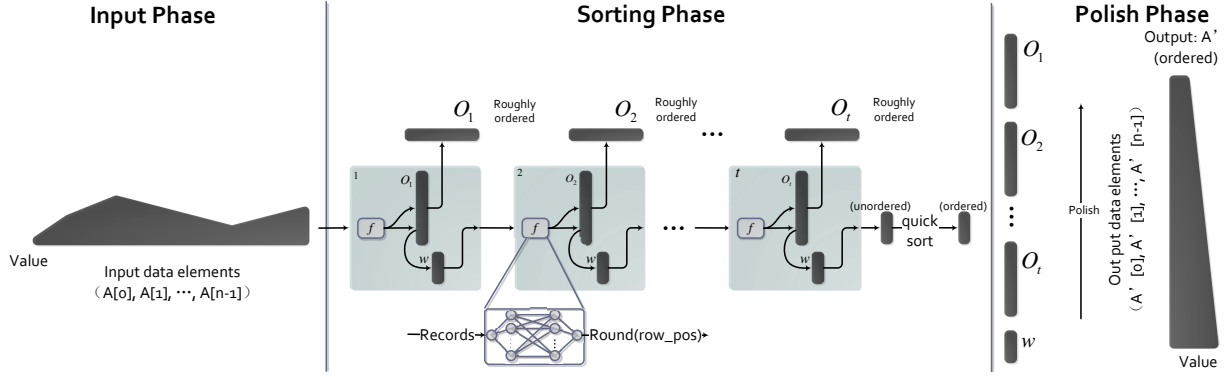 Input Phase
Sorting Phase
Polish Phase
Value
Input data elements
(A[0], A[1], ⋯, A[n-1])
O1
Roughly
ordered
O2
Roughly
ordered
⋯
Ot
Roughly
ordered
1
O1
f
w
2
O2
f
w
⋯
t
Ot
f
w
(unordered)
quick
sort
(ordered)
Records
Round(row_pos)
O1
O2
⋯
Ot
w
Polish
Out put data elements
(A' [0], A' [1], ⋯, A' [n-1])
Output: A'
(ordered)
Value